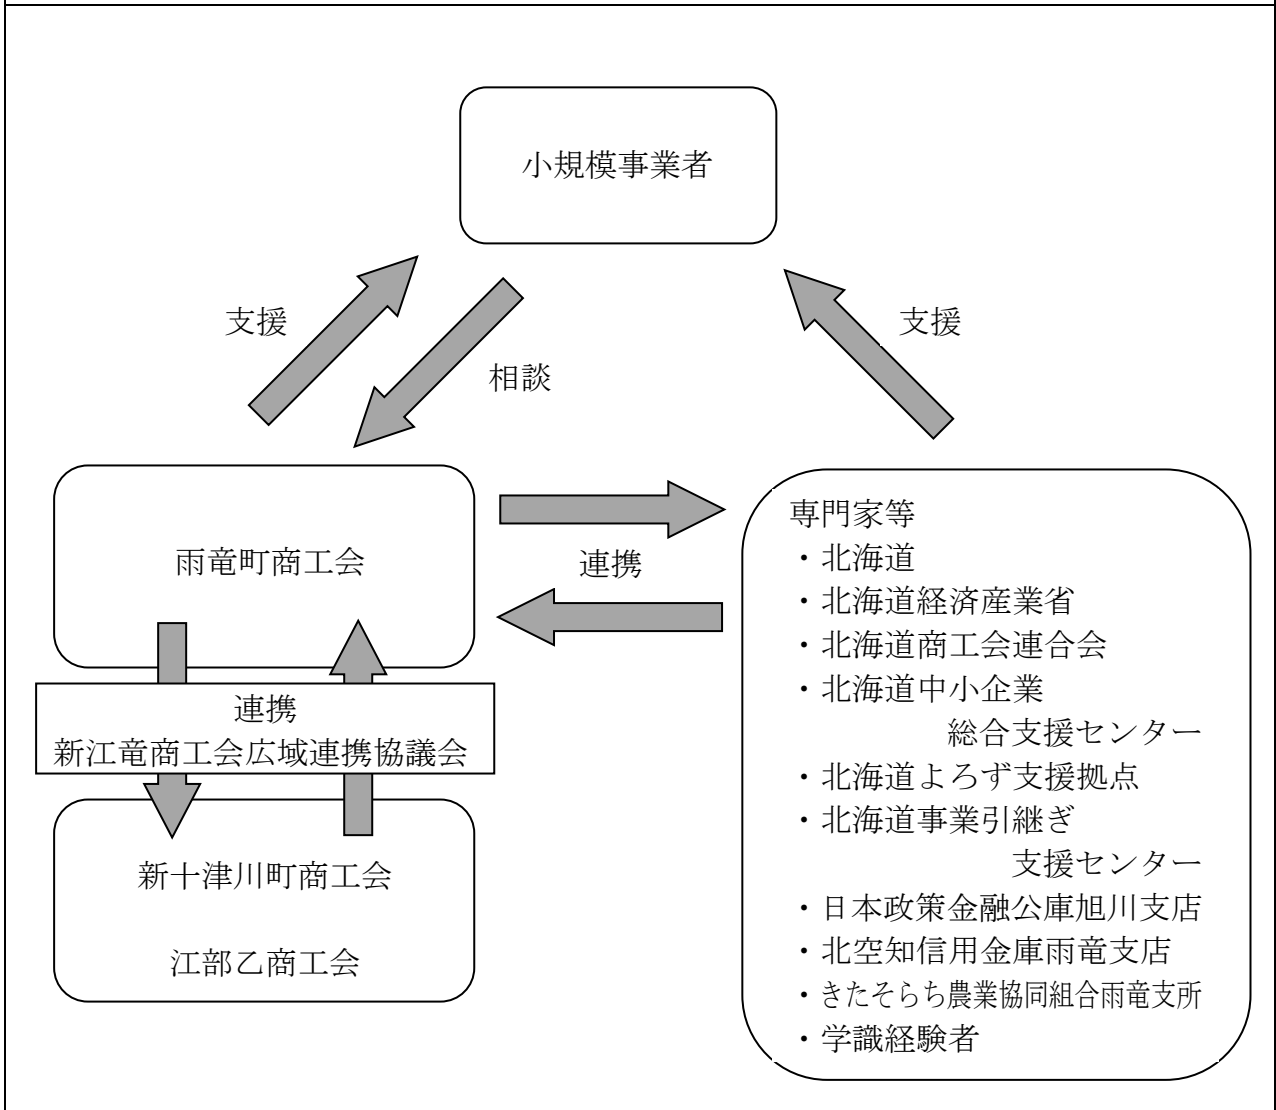 小規模事業者
支援
相談
支援
雨竜町商工会
連携
連携
新江竜商工会広域連携協議会
新十津川町商工会
江部乙商工会
専門家等
・北海道
・北海道経済産業省
・北海道商工会連合会
・北海道中小企業
総合支援センター
・北海道よろず支援拠点
・北海道事業引継ぎ
支援センター
・日本政策金融公庫旭川支店
・北空知信用金庫雨竜支店
・きたそらち農業協同組合雨竜支所
・学識経験者